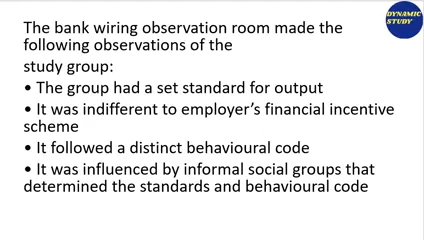 DYNAMIC
STUDY
The bank wiring observation room made the
following observations of the
study group:
• The group had a set standard for output
• It was indifferent to employer's financial incentive
scheme
• It followed a distinct behavioural code
• It was influenced by informal social groups that
determined the standards and behavioural code